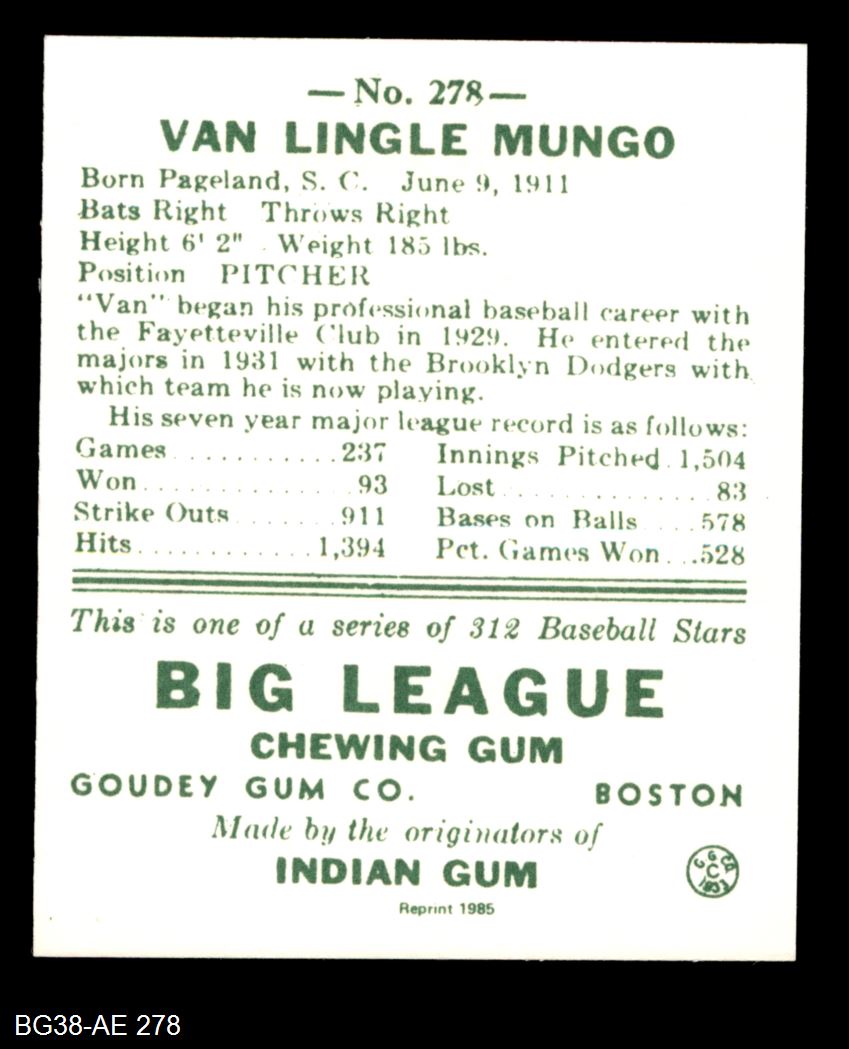 — No. 278 —
VAN LINGLE MUNGO
Born Pageland, S. C. June 9, 1911
Bats Right Throws Right
Height 6' 2" Weight 185 lbs.
Position PITCHER
"Van" began his professional baseball career with
the Fayetteville Club in 1929. He entered the
majors in 1931 with the Brooklyn Dodgers with
which team he is now playing.
His seven year major league record is as follows:
Games...........237 Innings Pitched.1,504
Won..............93 Lost.............83
Strike Outs.......911 Bases on Balls....578
Hits............1,394 Pct. Games Won...528
This is one of a series of 312 Baseball Stars
BIG LEAGUE
CHEWING GUM
GOUDEY GUM CO. BOSTON
Made by the originators of
INDIAN GUM
Reprint 1985
BG38-AE 278